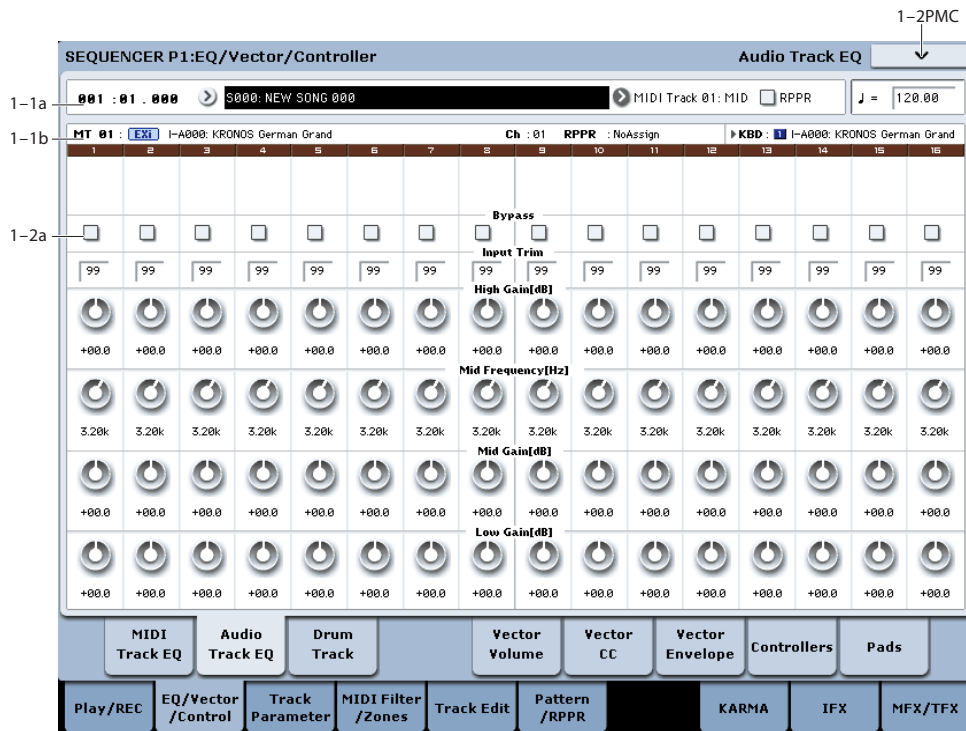 1–2PMC
SEQUENCER P1:EQ/Vector/Controller
Audio Track EQ
1–1a
001 :01 . 000
S000: NEW SONG 000
MIDI Track 01: MID
RPPR
♩ = 120.00
1–1b
MT 01 : EXi I-A000: KRONOS German Grand
Ch : 01 RPPR : NoAssign
KBD : 1 I-A000: KRONOS German Grand
1 2 3 4 5 6 7 8 9 10 11 12 13 14 15 16
Bypass
1–2a
Input Trim
99 99 99 99 99 99 99 99 99 99 99 99 99 99 99 99
High Gain[dB]
+00.0 +00.0 +00.0 +00.0 +00.0 +00.0 +00.0 +00.0 +00.0 +00.0 +00.0 +00.0 +00.0 +00.0 +00.0 +00.0
Mid Frequency[Hz]
3.20k 3.20k 3.20k 3.20k 3.20k 3.20k 3.20k 3.20k 3.20k 3.20k 3.20k 3.20k 3.20k 3.20k 3.20k 3.20k
Mid Gain[dB]
+00.0 +00.0 +00.0 +00.0 +00.0 +00.0 +00.0 +00.0 +00.0 +00.0 +00.0 +00.0 +00.0 +00.0 +00.0 +00.0
Low Gain[dB]
+00.0 +00.0 +00.0 +00.0 +00.0 +00.0 +00.0 +00.0 +00.0 +00.0 +00.0 +00.0 +00.0 +00.0 +00.0 +00.0
MIDI
Track EQ
Audio
Track EQ
Drum
Track
Vector
Volume
Vector
CC
Vector
Envelope
Controllers
Pads
Play/REC
EQ/Vector
/Control
Track
Parameter
MIDI Filter
/Zones
Track Edit
Pattern
/RPPR
KARMA
IFX
MFX/TFX